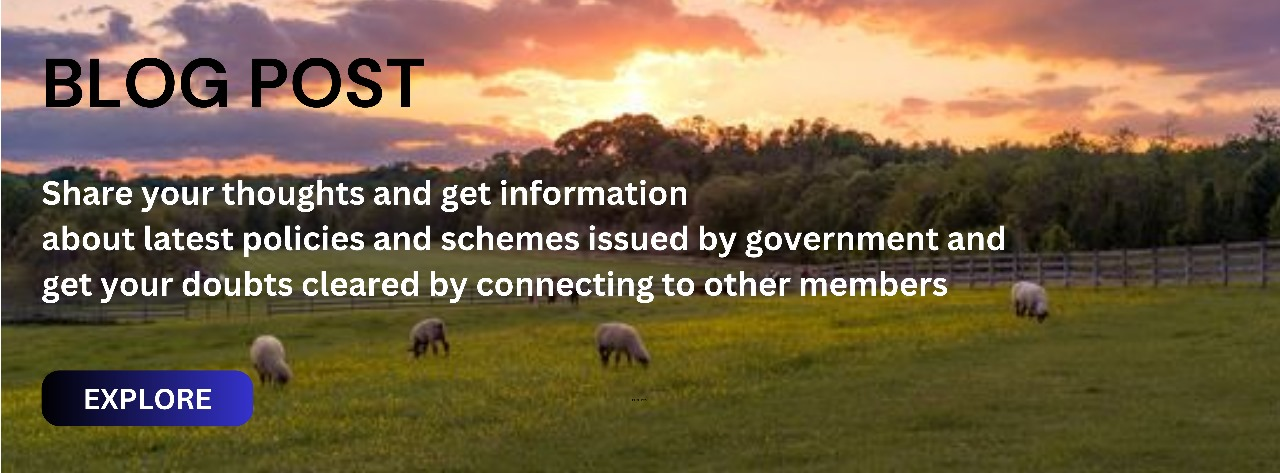 BLOG POST
Share your thoughts and get information
about latest policies and schemes issued by government and
get your doubts cleared by connecting to other members
EXPLORE